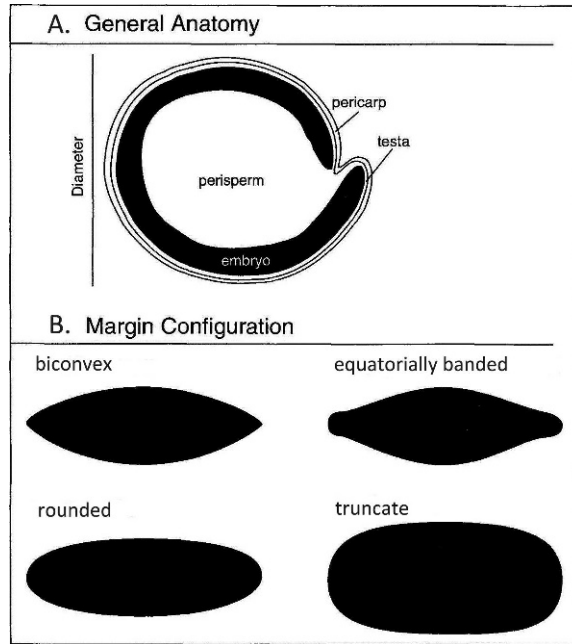 A. General Anatomy
pericarp
testa
Diameter
perisperm
embryo
B. Margin Configuration
biconvex
equatorially banded
rounded
truncate